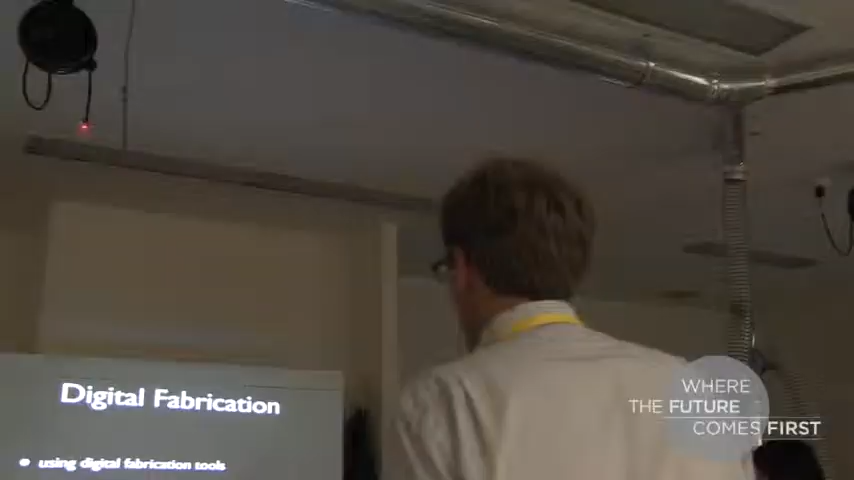 Digital Fabrication
using digital fabrication tools
WHERE
THE FUTURE
COMES FIRST